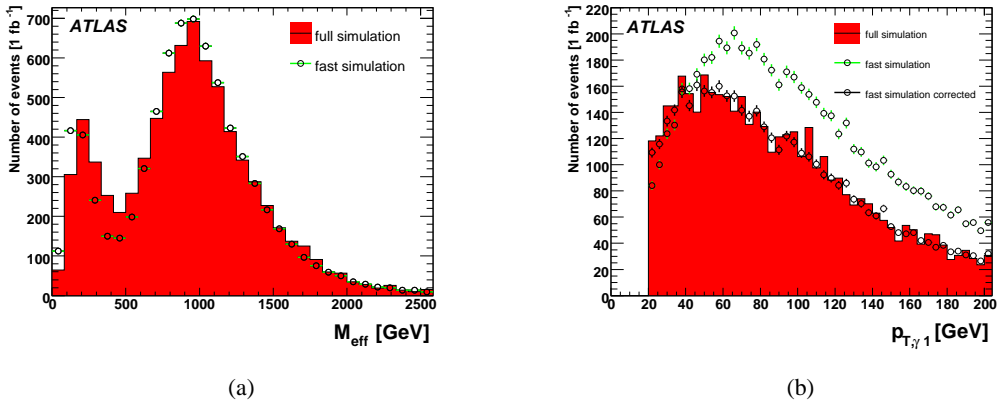 ATLAS
full simulation
fast simulation
Number of events [1 fb⁻¹]
700
600
500
400
300
200
100
0
0 500 1000 1500 2000 2500
M_eff [GeV]
(a)
ATLAS
full simulation
fast simulation
fast simulation corrected
Number of events [1 fb⁻¹]
220
200
180
160
140
120
100
80
60
40
20
0
0 20 40 60 80 100 120 140 160 180 200
p_T,γ 1 [GeV]
(b)